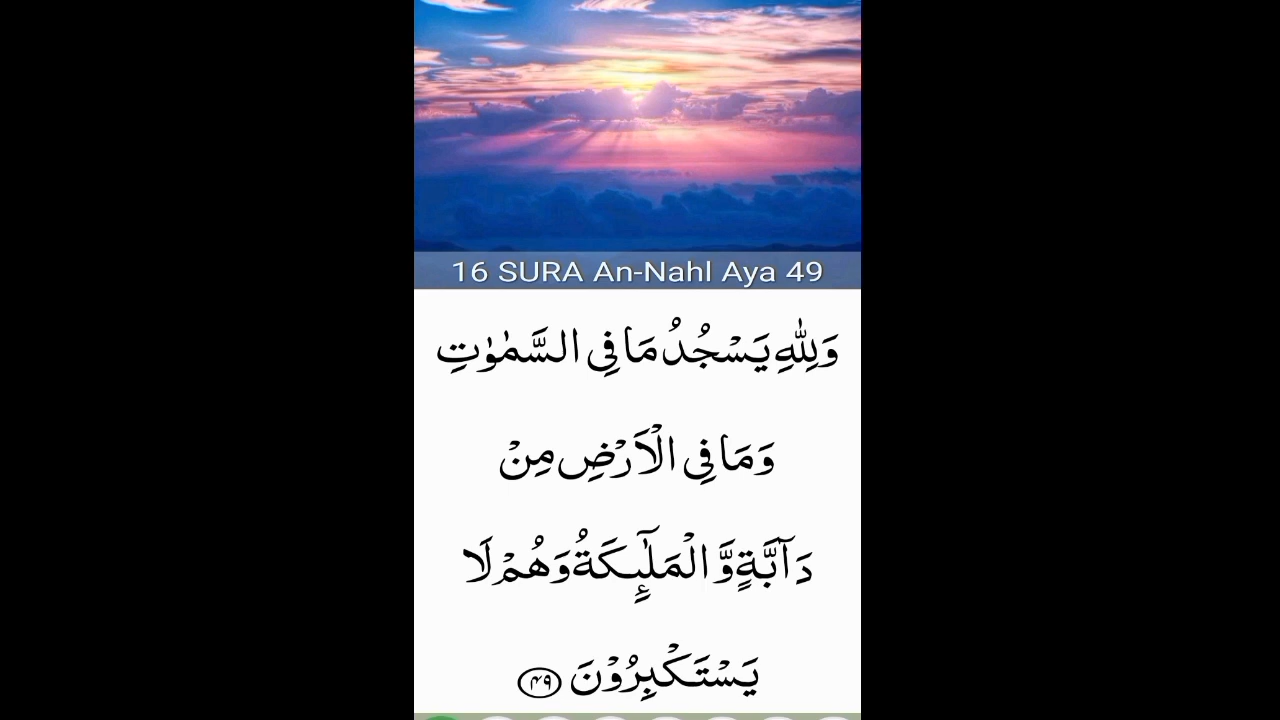 16 SURA An-Nahl Aya 49
وَلِلّٰهِ يَسْجُدُ مَا فِى السَّمٰوٰتِ
وَمَا فِى الْاَرْضِ مِنْ
دَآبَّةٍ وَّالْمَلٰٓٮِٕكَةُ وَهُمْ لَا
يَسْتَكْبِرُوْنَ ۴۹